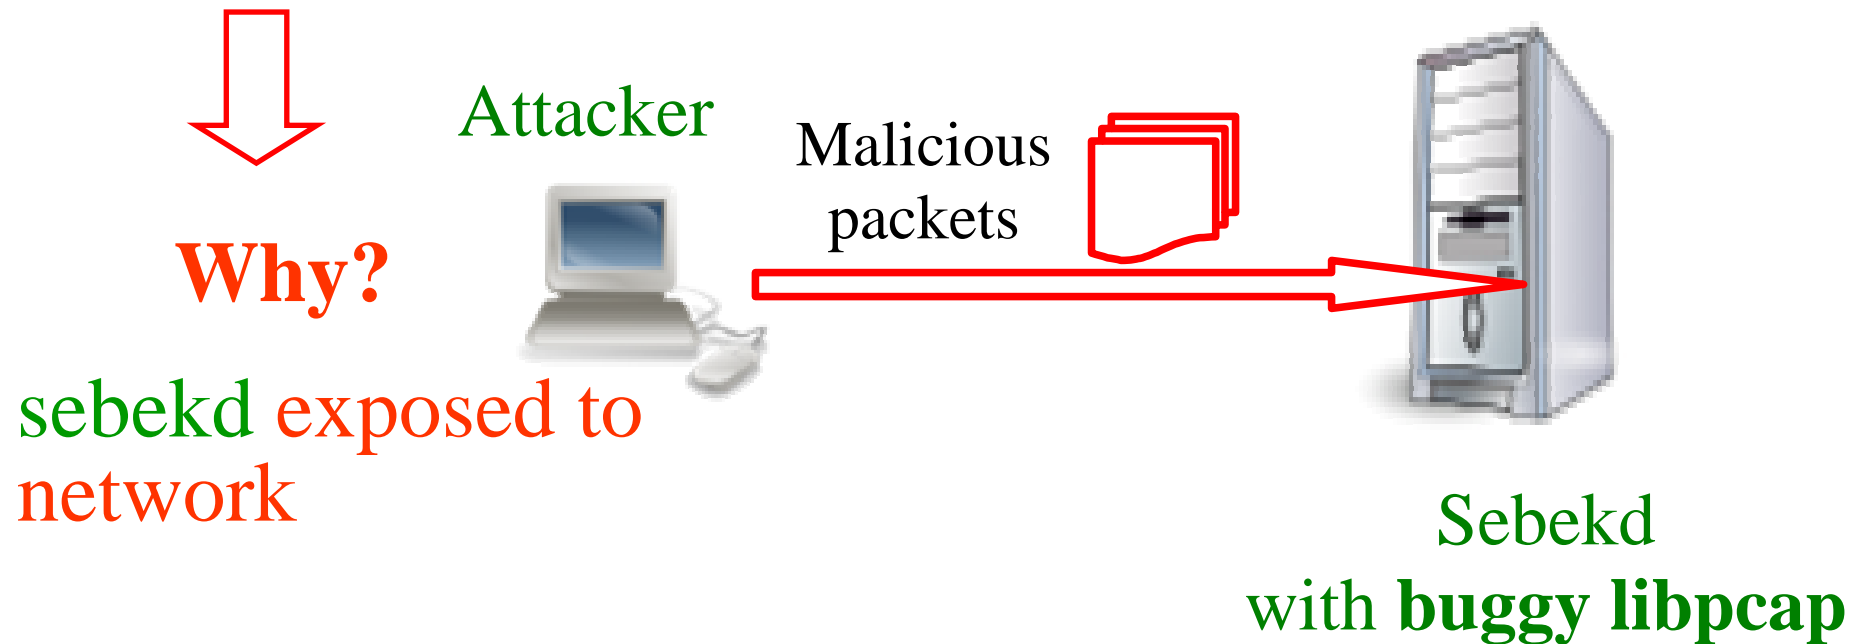 Attacker
Malicious
packets
Why?
sebekd exposed to
network
Sebekd
with buggy libpcap